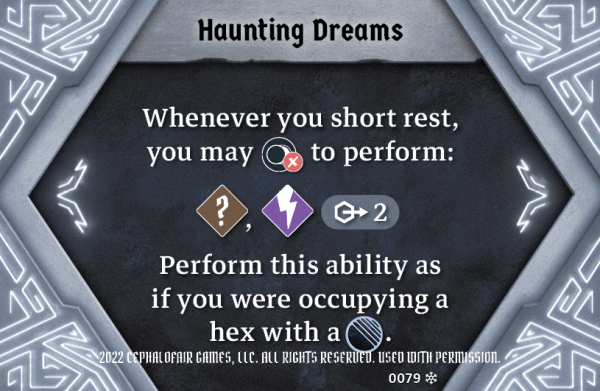 Haunting Dreams
Whenever you short rest,
you may to perform:
? , 2
Perform this ability as
if you were occupying a
hex with a .
2022 CEPHALOFAIR GAMES, LLC. ALL RIGHTS RESERVED. USED WITH PERMISSION.
0079